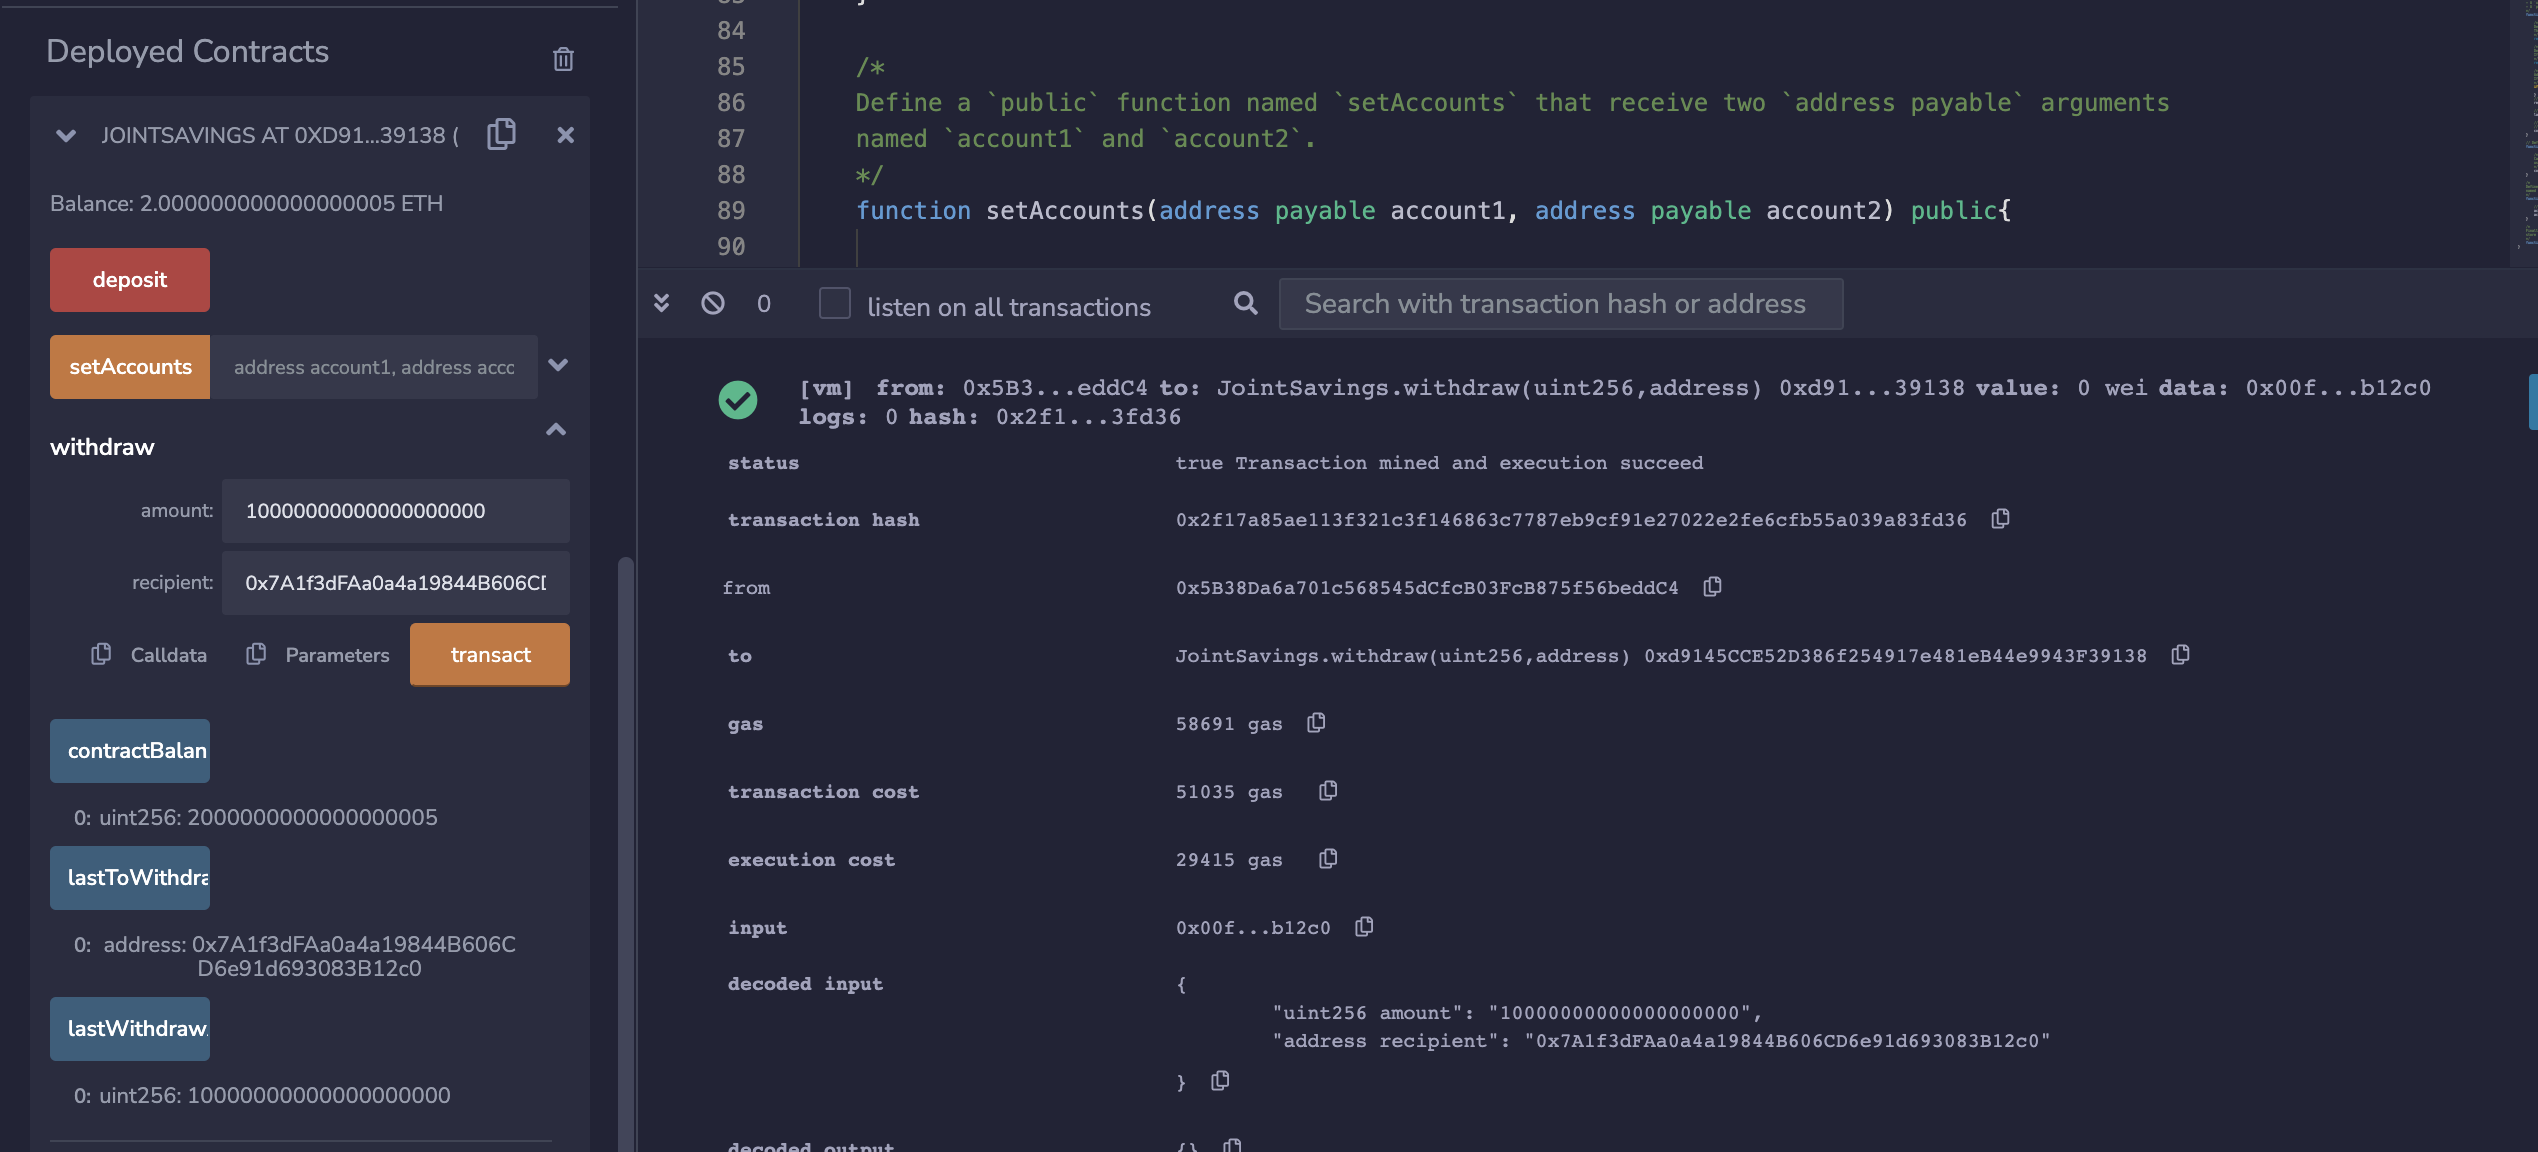 Deployed Contracts
JOINTSAVINGS AT 0XD91...39138 (
Balance: 2.000000000000000005 ETH
deposit
setAccounts
address account1, address accc
withdraw
amount:
10000000000000000000
recipient:
0x7A1f3dFAa0a4a19844B606CD
Calldata
Parameters
transact
contractBalan
0: uint256: 2000000000000000005
lastToWithdra
0: address: 0x7A1f3dFAa0a4a19844B606C
D6e91d693083B12c0
lastWithdraw
0: uint256: 10000000000000000000
84
85 /*
86 Define a `public` function named `setAccounts` that receive two `address payable` arguments
87 named `account1` and `account2`.
88 */
89 function setAccounts(address payable account1, address payable account2) public{
90
0
listen on all transactions
Search with transaction hash or address
[vm] from: 0x5B3...eddC4 to: JointSavings.withdraw(uint256,address) 0xd91...39138 value: 0 wei data: 0x00f...b12c0
logs: 0 hash: 0x2f1...3fd36
status true Transaction mined and execution succeed
transaction hash 0x2f17a85ae113f321c3f146863c7787eb9cf91e27022e2fe6cfb55a039a83fd36
from 0x5B38Da6a701c568545dCfcB03FcB875f56beddC4
to JointSavings.withdraw(uint256,address) 0xd9145CCE52D386f254917e481eB44e9943F39138
gas 58691 gas
transaction cost 51035 gas
execution cost 29415 gas
input 0x00f...b12c0
decoded input {
"uint256 amount": "10000000000000000000",
"address recipient": "0x7A1f3dFAa0a4a19844B606CD6e91d693083B12c0"
}
decoded output {}